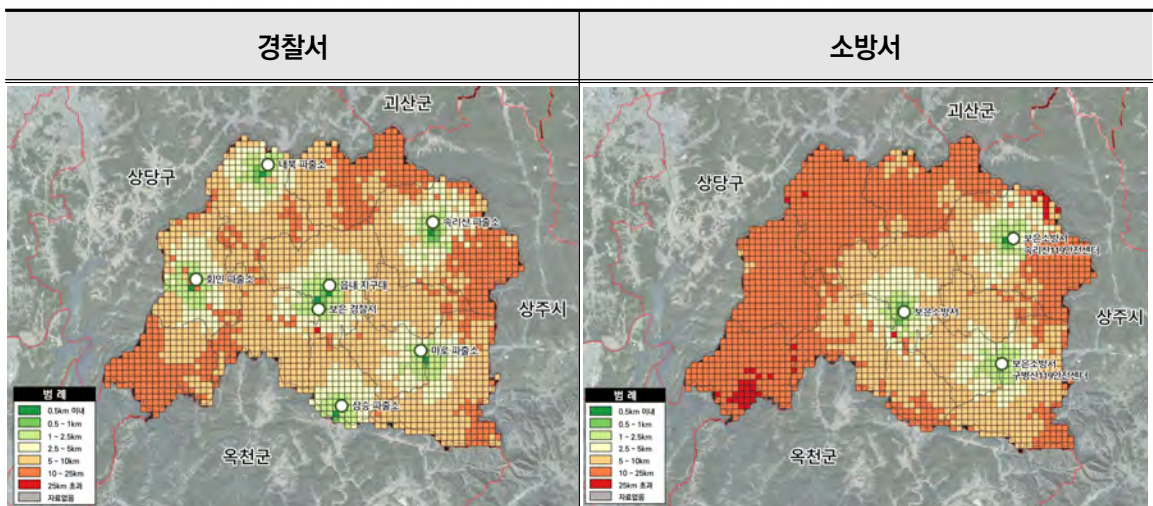 경찰서
소방서
괴산군
상당구
내북 파출소
속리산 파출소
회인 파출소
읍내 지구대
보은 경찰서
마로 파출소
삼승 파출소
상주시
옥천군
범 례
0.5km 이내
0.5 ~ 1km
1 ~ 2.5km
2.5 ~ 5km
5 ~ 10km
10 ~ 25km
25km 초과
자료없음
괴산군
상당구
보은소방서
속리산119안전센터
보은소방서
보은소방서
구병산119안전센터
상주시
옥천군
범 례
0.5km 이내
0.5 ~ 1km
1 ~ 2.5km
2.5 ~ 5km
5 ~ 10km
10 ~ 25km
25km 초과
자료없음